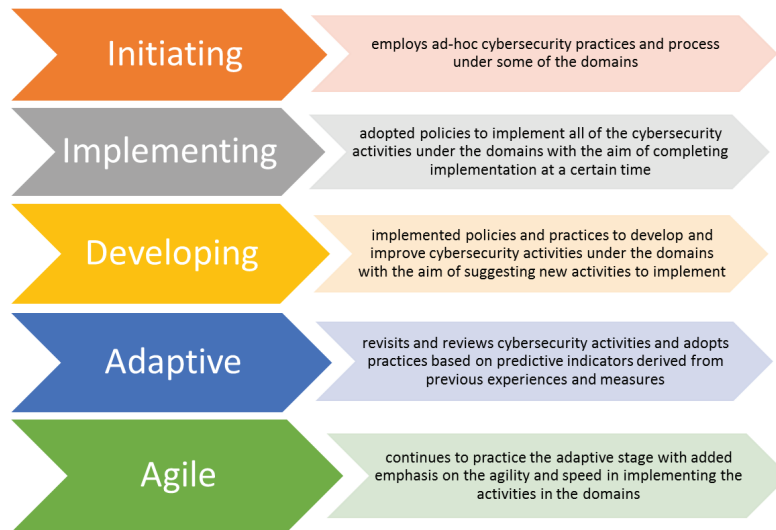 Initiating
employs ad-hoc cybersecurity practices and process
under some of the domains
Implementing
adopted policies to implement all of the cybersecurity
activities under the domains with the aim of completing
implementation at a certain time
Developing
implemented policies and practices to develop and
improve cybersecurity activities under the domains
with the aim of suggesting new activities to implement
Adaptive
revisits and reviews cybersecurity activities and adopts
practices based on predictive indicators derived from
previous experiences and measures
Agile
continues to practice the adaptive stage with added
emphasis on the agility and speed in implementing the
activities in the domains